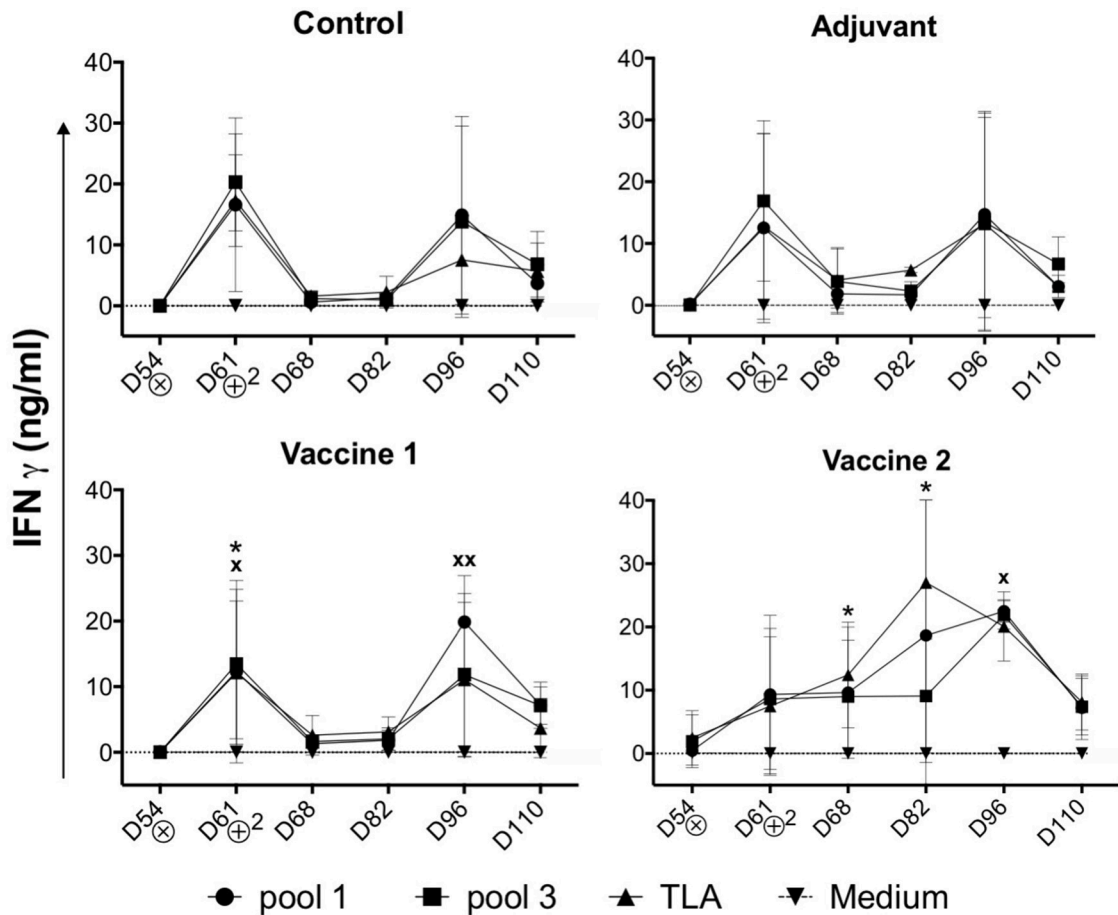 Control
40
30
20
10
0
D54 D61 D68 D82 D96 D110
⊗ ⊕²
Adjuvant
40
30
20
10
0
D54 D61 D68 D82 D96 D110
⊗ ⊕²
IFN γ (ng/ml)
Vaccine 1
40
30
20
10
0
* x xx
D54 D61 D68 D82 D96 D110
⊗ ⊕²
Vaccine 2
40
30
20
10
0
* * x
D54 D61 D68 D82 D96 D110
⊗ ⊕²
pool 1 pool 3 TLA Medium